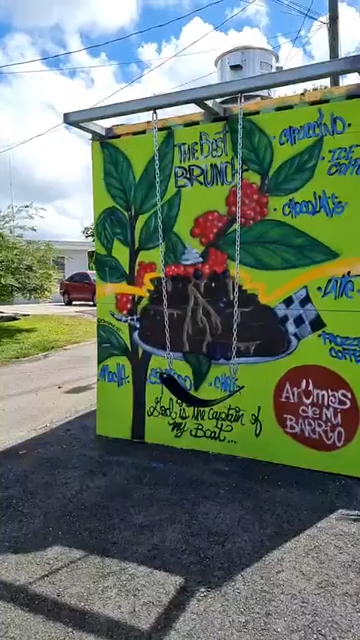 THE BEST
BRUNCH
CAPUCCINO
ICE
COFFEE
CHOCOLATE
LATTE
FROZEN
COFFEE
MOCHA
God is the Captain of
my Boat...
AROMAS
de Mi
BARRIO